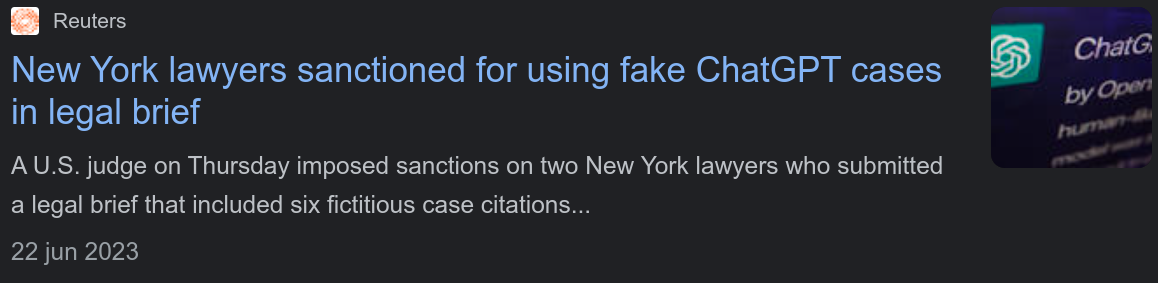 Reuters
New York lawyers sanctioned for using fake ChatGPT cases
in legal brief
A U.S. judge on Thursday imposed sanctions on two New York lawyers who submitted
a legal brief that included six fictitious case citations...
22 jun 2023
ChatG
by Open
human-lik
model